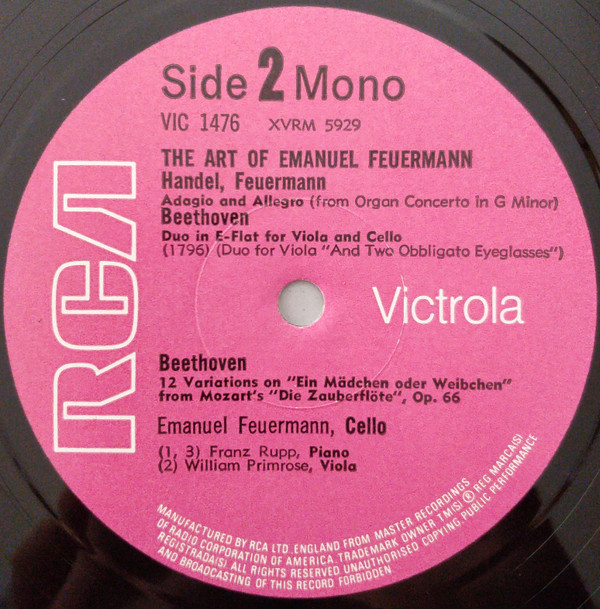 Side 2 Mono
VIC 1476 XVRM 5929
THE ART OF EMANUEL FEUERMANN
Handel, Feuermann
Adagio and Allegro (from Organ Concerto in G Minor)
Beethoven
Duo in E-Flat for Viola and Cello
(1796) (Duo for Viola "And Two Obbligato Eyeglasses")
RCA
Victrola
Beethoven
12 Variations on "Ein Mädchen oder Weibchen"
from Mozart's "Die Zauberflöte", Op. 66
Emanuel Feuermann, Cello
(1, 3) Franz Rupp, Piano
(2) William Primrose, Viola
MANUFACTURED BY RCA LTD., ENGLAND FROM MASTER RECORDINGS
OF RADIO CORPORATION OF AMERICA. TRADEMARK OWNER TM(S) ® REG MARCA(S)
REGISTRADA(S) ALL RIGHTS RESERVED UNAUTHORISED COPYING, PUBLIC PERFORMANCE
AND BROADCASTING OF THIS RECORD FORBIDDEN